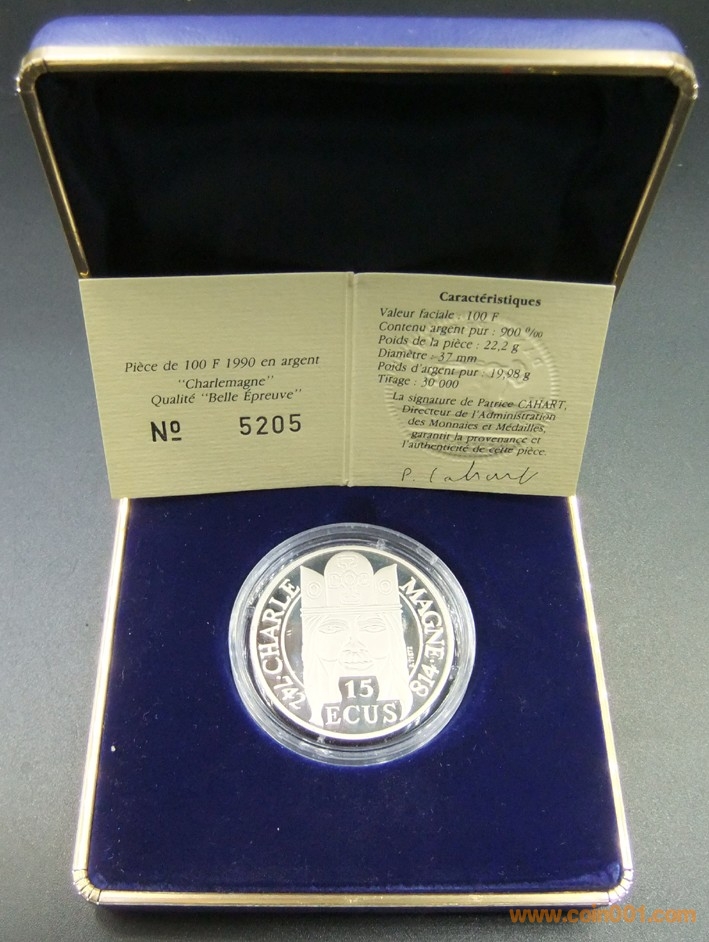 Pièce de 100 F 1990 en argent
"Charlemagne"
Qualité "Belle Épreuve"
Nº 5205
Caractéristiques
Valeur faciale : 100 F
Contenu argent pur : 900 ‰
Poids de la pièce : 22,2 g
Diamètre : 37 mm
Poids d'argent pur : 19,98 g
Tirage : 30 000
La signature de Patrice CAHART,
Directeur de l'Administration
des Monnaies et Médailles,
garantit la provenance et
l'authenticité de cette pièce.
P. Cahart
CHARLE MAGNE
·742 814·
15
ECUS
www.coin001.com